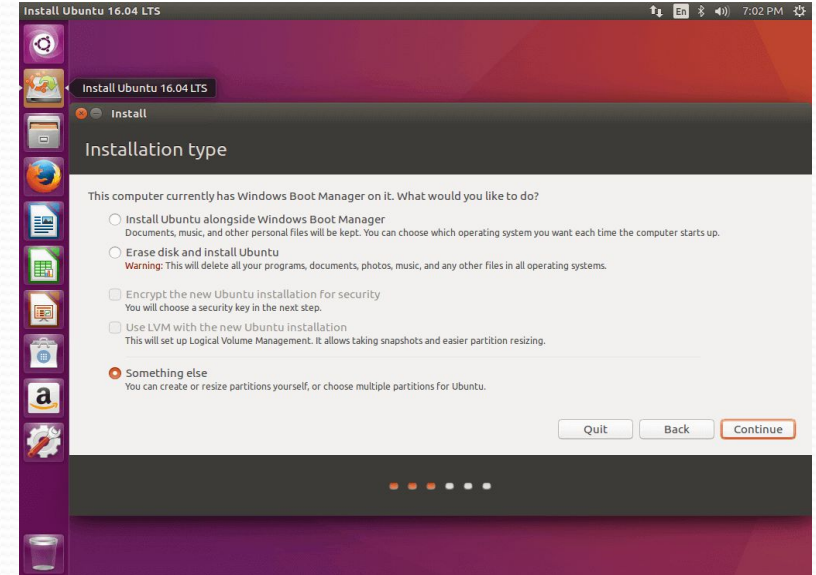 Install Ubuntu 16.04 LTS
En
7:02 PM
Install Ubuntu 16.04 LTS
Install
Installation type
This computer currently has Windows Boot Manager on it. What would you like to do?
Install Ubuntu alongside Windows Boot Manager
Documents, music, and other personal files will be kept. You can choose which operating system you want each time the computer starts up.
Erase disk and install Ubuntu
Warning: This will delete all your programs, documents, photos, music, and any other files in all operating systems.
Encrypt the new Ubuntu installation for security
You will choose a security key in the next step.
Use LVM with the new Ubuntu installation
This will set up Logical Volume Management. It allows taking snapshots and easier partition resizing.
Something else
You can create or resize partitions yourself, or choose multiple partitions for Ubuntu.
a
Quit
Back
Continue